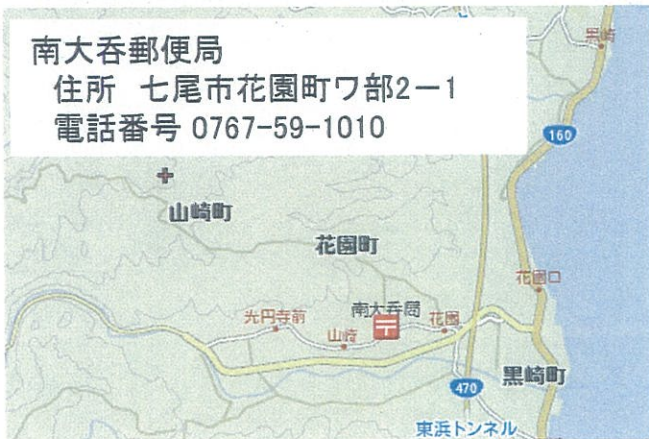 南大呑郵便局
住所 七尾市花園町ワ部2-1
電話番号 0767-59-1010
黒崎
160
山崎町
花園町
花園口
南大呑局
光円寺前
山崎
花園
〒
470
黒崎町
東浜トンネル